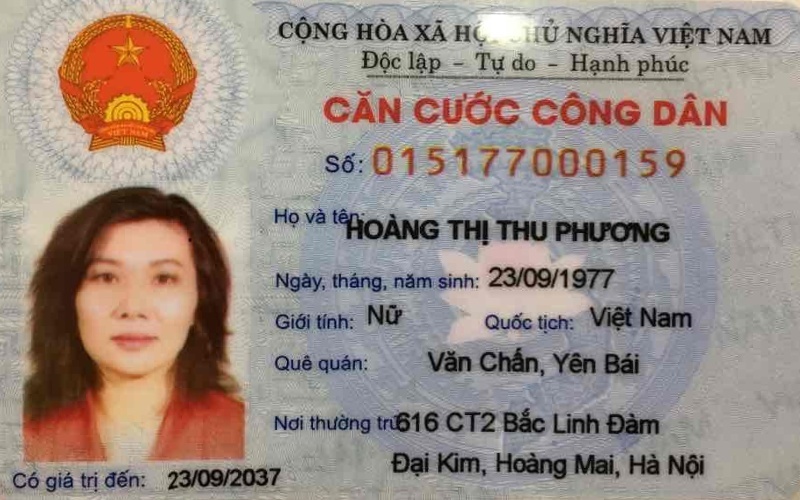 CỘNG HÒA XÃ HỘI CHỦ NGHĨA VIỆT NAM
Độc lập - Tự do - Hạnh phúc
CĂN CƯỚC CÔNG DÂN
Số: 015177000159
Họ và tên: HOÀNG THỊ THU PHƯƠNG
Ngày, tháng, năm sinh: 23/09/1977
Giới tính: Nữ Quốc tịch: Việt Nam
Quê quán: Văn Chấn, Yên Bái
Nơi thường trú: 616 CT2 Bắc Linh Đàm
Đại Kim, Hoàng Mai, Hà Nội
Có giá trị đến: 23/09/2037